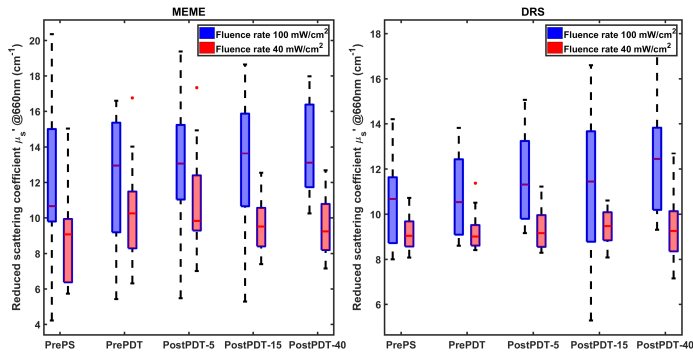 MEME
Fluence rate 100 mW/cm²
Fluence rate 40 mW/cm²
Reduced scattering coefficient μs' @660nm (cm⁻¹)
20
18
16
14
12
10
8
6
4
PrePS PrePDT PostPDT-5 PostPDT-15 PostPDT-40
DRS
Fluence rate 100 mW/cm²
Fluence rate 40 mW/cm²
Reduced scattering coefficient μs' @660nm (cm⁻¹)
18
16
14
12
10
8
6
PrePS PrePDT PostPDT-5 PostPDT-15 PostPDT-40